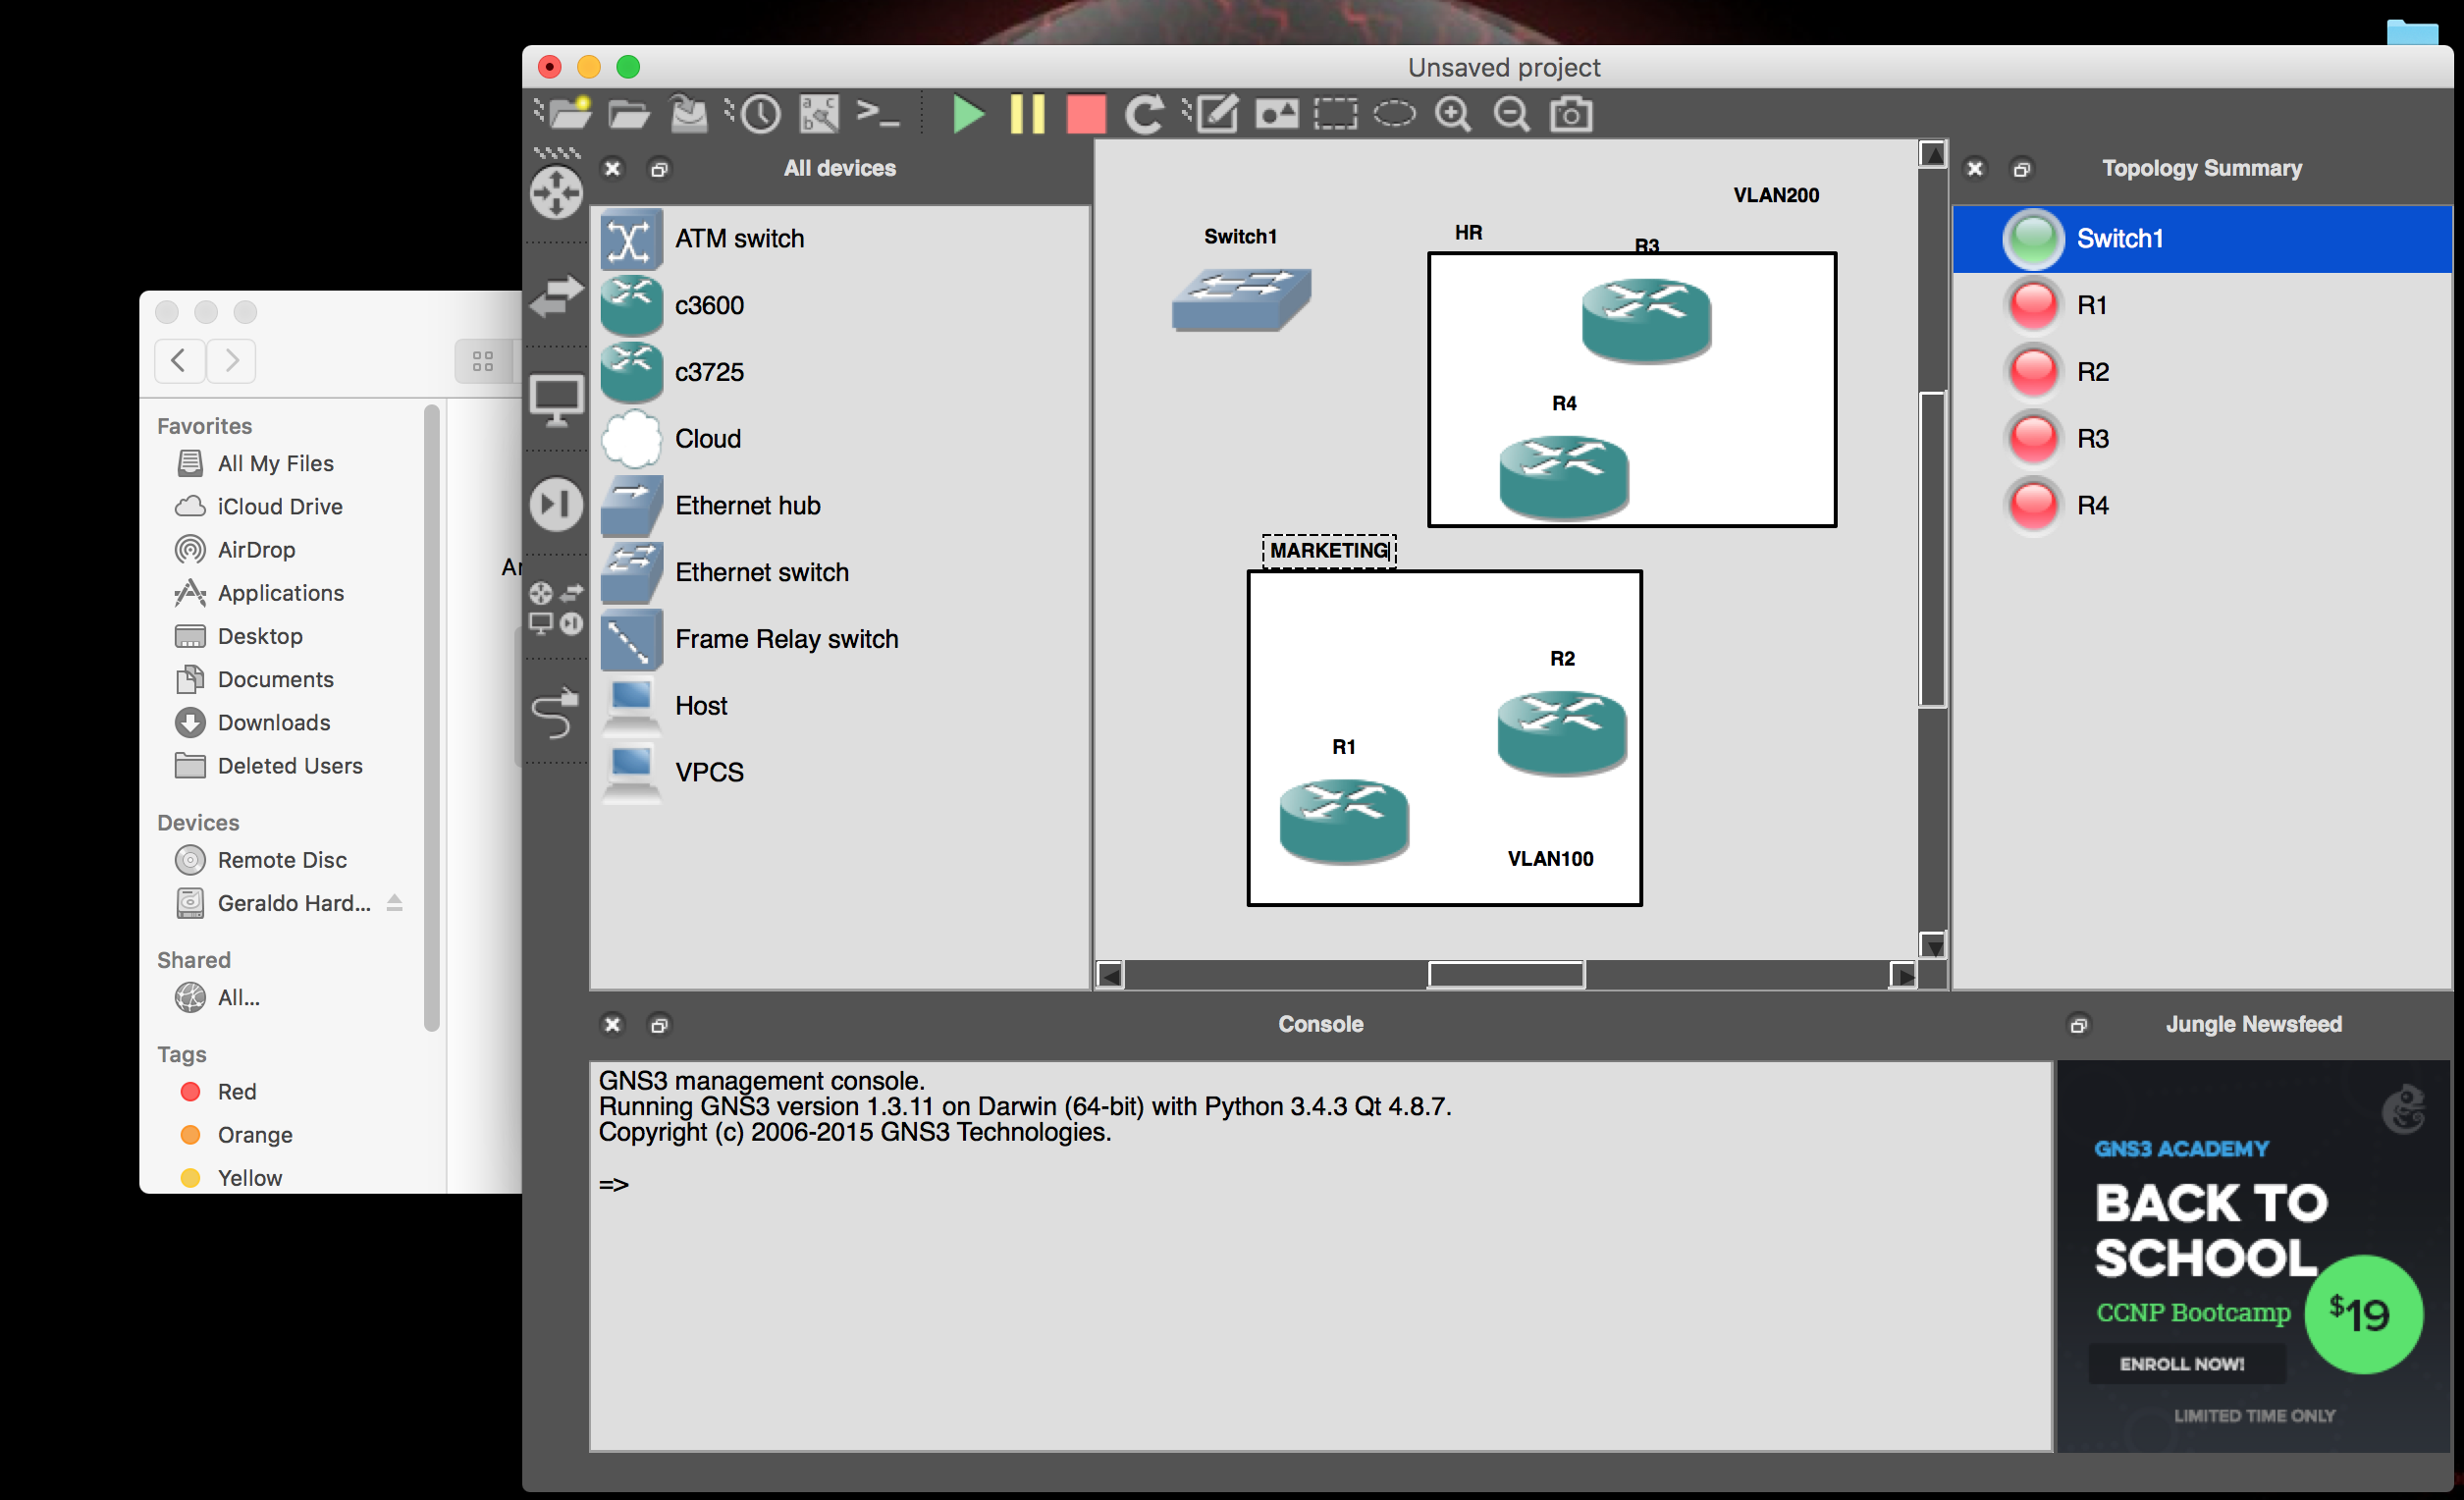 Unsaved project
All devices
Topology Summary
ATM switch
c3600
c3725
Cloud
Ethernet hub
Ethernet switch
Frame Relay switch
Host
VPCS
VLAN200
Switch1
HR
R3
R4
MARKETING
R2
R1
VLAN100
Switch1
R1
R2
R3
R4
Favorites
All My Files
iCloud Drive
AirDrop
Applications
Desktop
Documents
Downloads
Deleted Users
Devices
Remote Disc
Geraldo Hard...
Shared
All...
Tags
Red
Orange
Yellow
Console
GNS3 management console.
Running GNS3 version 1.3.11 on Darwin (64-bit) with Python 3.4.3 Qt 4.8.7.
Copyright (c) 2006-2015 GNS3 Technologies.
=>
Jungle Newsfeed
GNS3 ACADEMY
BACK TO
SCHOOL
CCNP Bootcamp
$19
ENROLL NOW!
LIMITED TIME ONLY